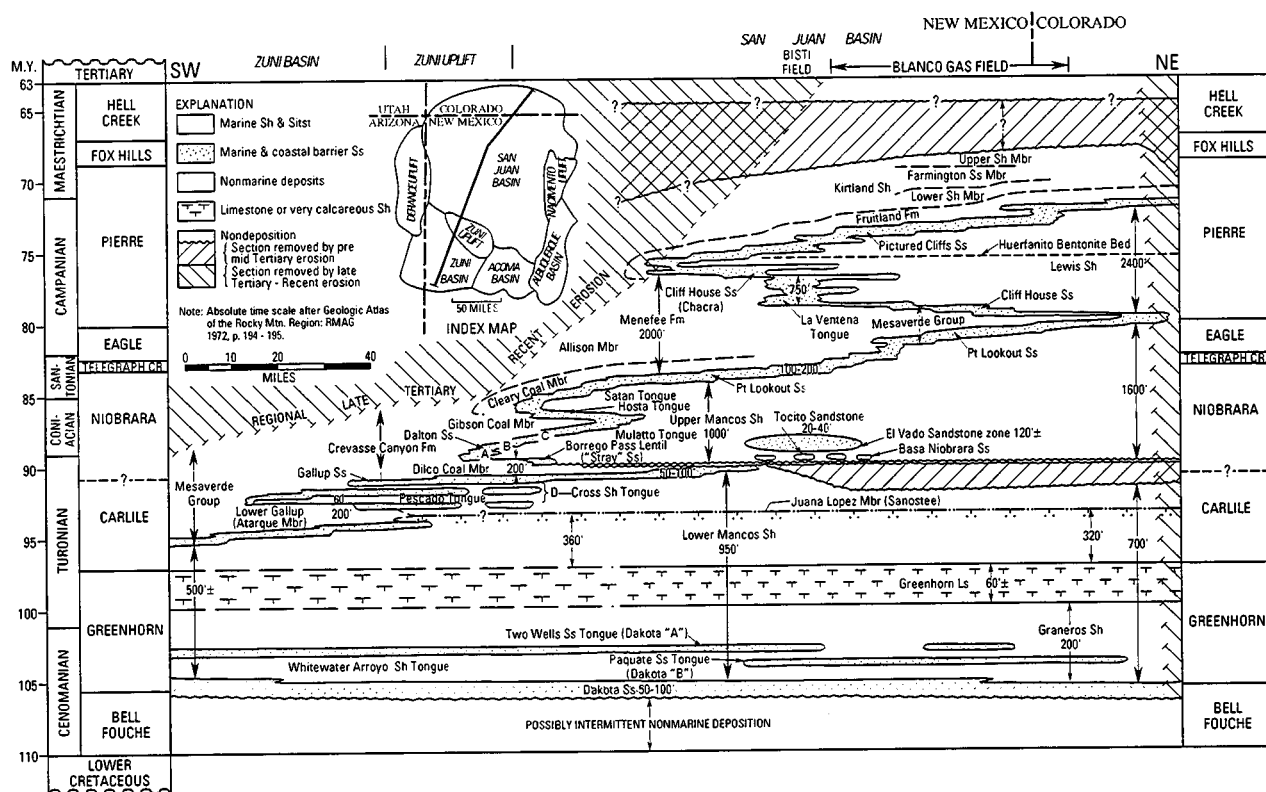 NEW MEXICO COLORADO
SAN JUAN BASIN
ZUNI BASIN
ZUNI UPLIFT
BISTI
FIELD
BLANCO GAS FIELD
M.Y.
TERTIARY
SW
NE
63
65
70
75
80
85
90
95
100
105
110
MAESTRICHTIAN
CAMPANIAN
SAN-
TONIAN
CONI-
ACIAN
TURONIAN
CENOMANNIAN
HELL
CREEK
FOX HILLS
PIERRE
EAGLE
TELEGRAPH CR.
NIOBRARA
?
CARLILE
GREENHORN
BELL
FOUCHE
LOWER
CRETACEOUS
EXPLANATION
Marine Sh & Sitst
Marine & coastal barrier Ss
Nonmarine deposits
Limestone or very calcareous Sh
Nondeposition
Section removed by pre
mid Tertiary erosion
Section removed by late
Tertiary - Recent erosion
Note: Absolute time scale after Geologic Atlas
of the Rocky Mtn. Region: RMAG
1972, p. 194 - 195.
0 10 20 40
MILES
UTAH COLORADO
ARIZONA NEW MEXICO
DEFIANCE UPLIFT
SAN
JUAN
BASIN
NACIMIENTO
UPLIFT
ZUNI
UPLIFT
ZUNI
BASIN
ACOMA
BASIN
ALBUQUERQUE
BASIN
50 MILES
INDEX MAP
REGIONAL LATE TERTIARY RECENT EROSION
? ? ? ?
?
? ?
?
Upper Sh Mbr
Farmington Ss Mbr
Kirtland Sh
Lower Sh Mbr
Fruitland Fm
Pictured Cliffs Ss
Huerfanito Bentonite Bed
Lewis Sh
2400'
Cliff House Ss
(Chacra)
750'
Cliff House Ss
La Ventena
Tongue
Mesaverde Group
Menefee Fm
2000'
Allison Mbr
Pt Lookout Ss
100-200'
Cleary Coal Mbr
Pt Lookout Ss
Satan Tongue
Hosta Tongue
1600'
Gibson Coal Mbr
Upper Mancos Sh
1000'
Tocito Sandstone
20-40'
Dalton Ss
A B C
Mulatto Tongue
El Vado Sandstone zone 120'±
Crevasse Canyon Fm
Borrego Pass Lentil
("Stray" Ss)
Basa Niobrara Ss
Gallup Ss
Dilco Coal Mbr
200'
50-100'
Mesaverde
Group
60'
Pescado Tongue
D—Cross Sh Tongue
Juana Lopez Mbr (Sanostee)
Lower Gallup
(Atarque Mbr)
200'
?
Lower Mancos Sh
950'
360'
320'
700'
500'±
Greenhorn Ls
60'±
Graneros Sh
200'
Two Wells Ss Tongue (Dakota "A")
Whitewater Arroyo Sh Tongue
Paquate Ss Tongue
(Dakota "B")
Dakota Ss-50-100'
POSSIBLY INTERMITTENT NONMARINE DEPOSITION
HELL
CREEK
FOX HILLS
PIERRE
EAGLE
TELEGRAPH CR.
NIOBRARA
?
CARLILE
GREENHORN
BELL
FOUCHE